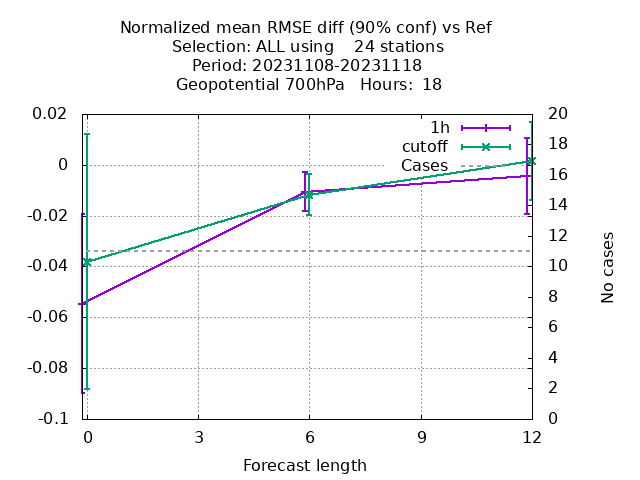 Normalized mean RMSE diff (90% conf) vs Ref
Selection: ALL using    24 stations
Period: 20231108-20231118
Geopotential 700hPa   Hours:  18
0.02
0
-0.02
-0.04
-0.06
-0.08
-0.1
1h
cutoff
Cases
20
18
16
14
12
10
8
6
4
2
0
No cases
0 3 6 9 12
Forecast length